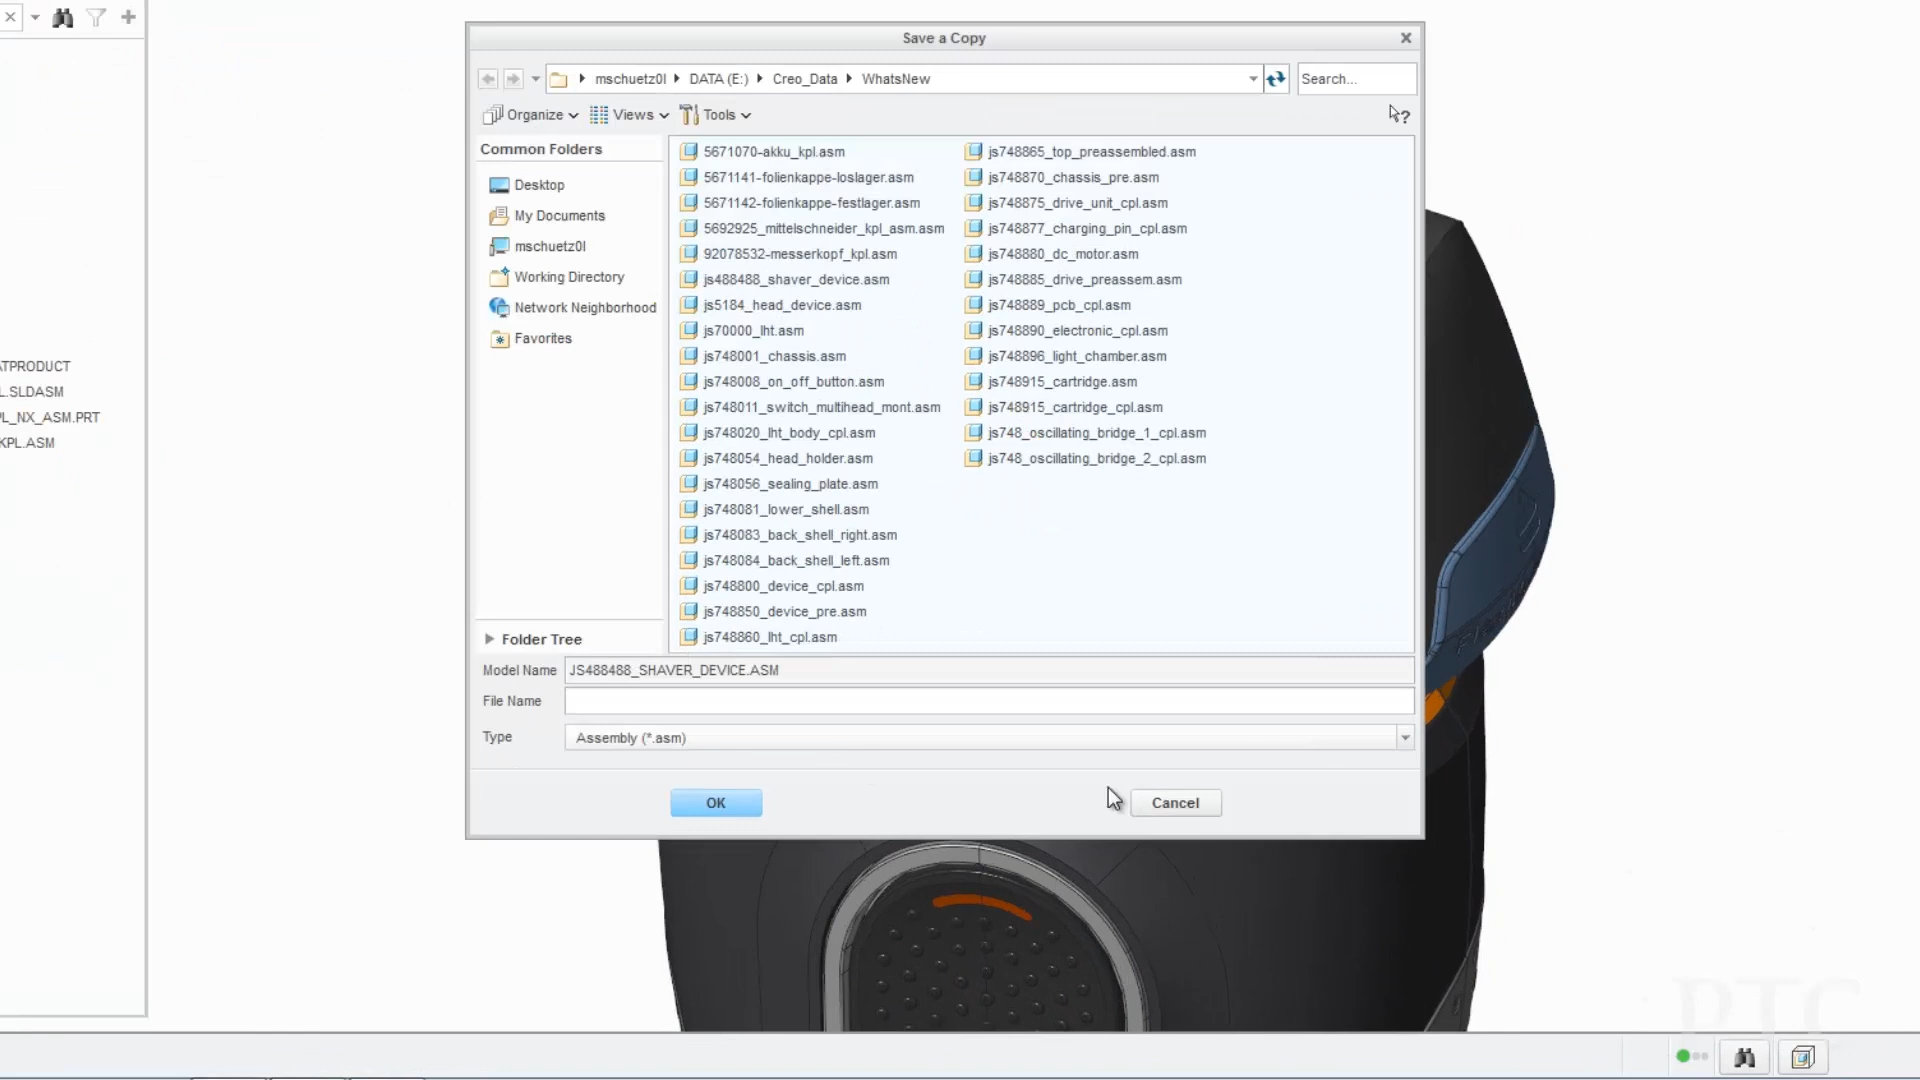 Save a Copy
mschuetz0l DATA (E:) Creo_Data WhatsNew
Search...
Organize Views Tools
Common Folders
Desktop
My Documents
mschuetz0l
Working Directory
Network Neighborhood
Favorites
Folder Tree
5671070-akku_kpl.asm
5671141-folienkappe-loslager.asm
5671142-folienkappe-festlager.asm
5692925_mittelschneider_kpl_asm.asm
92078532-messerkopf_kpl.asm
js488488_shaver_device.asm
js5184_head_device.asm
js70000_lht.asm
js748001_chassis.asm
js748008_on_off_button.asm
js748011_switch_multihead_mont.asm
js748020_lht_body_cpl.asm
js748054_head_holder.asm
js748056_sealing_plate.asm
js748081_lower_shell.asm
js748083_back_shell_right.asm
js748084_back_shell_left.asm
js748800_device_cpl.asm
js748850_device_pre.asm
js748860_lht_cpl.asm
js748865_top_preassembled.asm
js748870_chassis_pre.asm
js748875_drive_unit_cpl.asm
js748877_charging_pin_cpl.asm
js748880_dc_motor.asm
js748885_drive_preassem.asm
js748889_pcb_cpl.asm
js748890_electronic_cpl.asm
js748896_light_chamber.asm
js748915_cartridge.asm
js748915_cartridge_cpl.asm
js748_oscillating_bridge_1_cpl.asm
js748_oscillating_bridge_2_cpl.asm
Model Name JS488488_SHAVER_DEVICE.ASM
File Name
Type Assembly (*.asm)
OK Cancel
ATPRODUCT
L.SLDASM
PL_NX_ASM.PRT
KPL.ASM
PTC